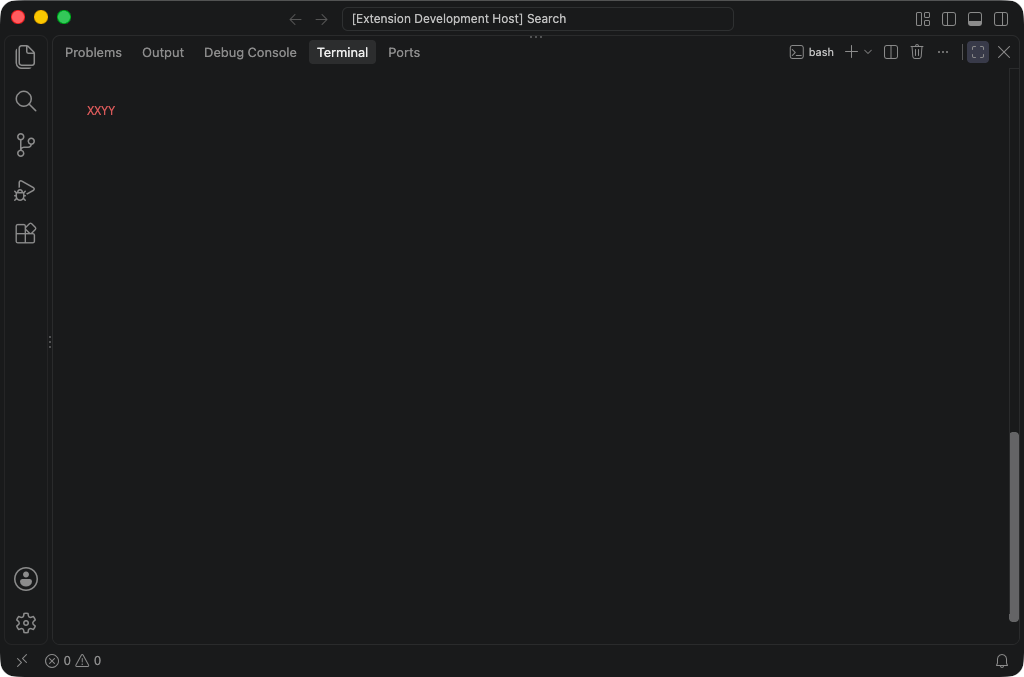 [Extension Development Host] Search
Problems Output Debug Console Terminal Ports
bash
XXYY
0 0